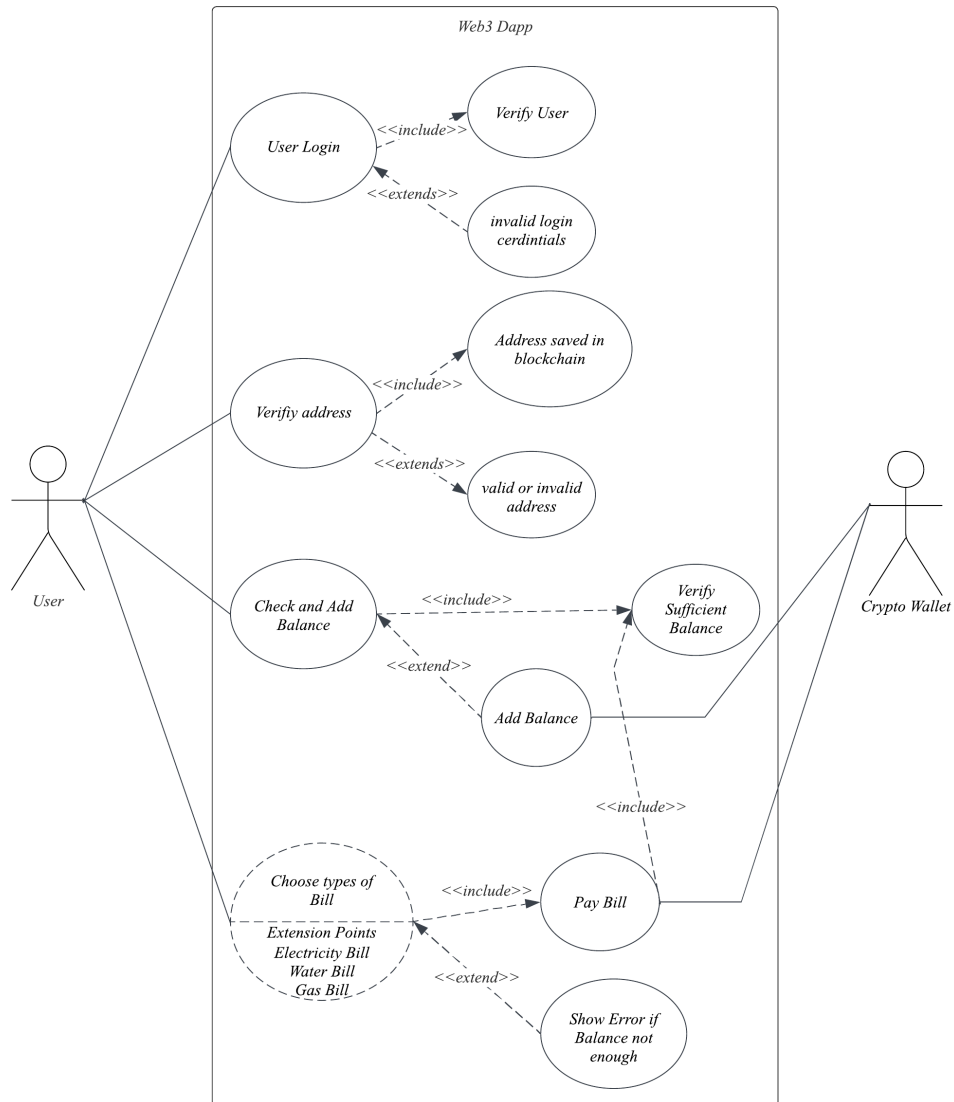 Web3 Dapp
Verify User
<<include>>
User Login
<<extends>>
invalid login
cerdintials
Address saved in
blockchain
<<include>>
Verifiy address
<<extends>>
valid or invalid
address
User
Crypto Wallet
Check and Add
Balance
<<include>>
Verify
Sufficient
Balance
<<extend>>
Add Balance
<<include>>
Choose types of
Bill
Extension Points
Electricity Bill
Water Bill
Gas Bill
<<include>>
Pay Bill
<<extend>>
Show Error if
Balance not
enough